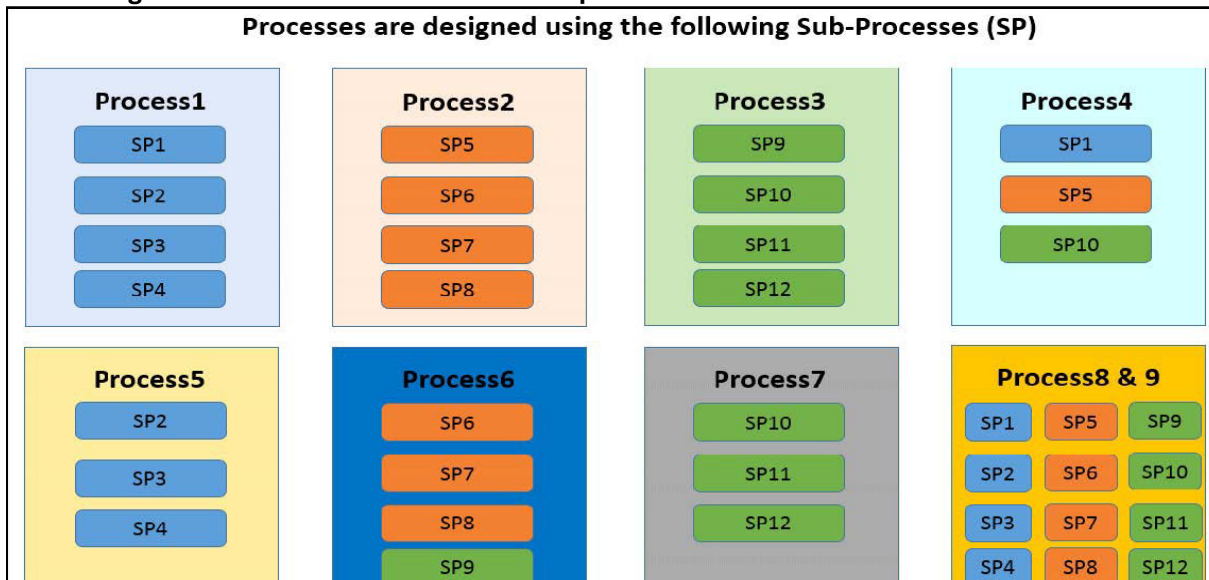 Processes are designed using the following Sub-Processes (SP)
Process1
SP1
SP2
SP3
SP4
Process2
SP5
SP6
SP7
SP8
Process3
SP9
SP10
SP11
SP12
Process4
SP1
SP5
SP10
Process5
SP2
SP3
SP4
Process6
SP6
SP7
SP8
SP9
Process7
SP10
SP11
SP12
Process8 & 9
SP1 SP5 SP9
SP2 SP6 SP10
SP3 SP7 SP11
SP4 SP8 SP12